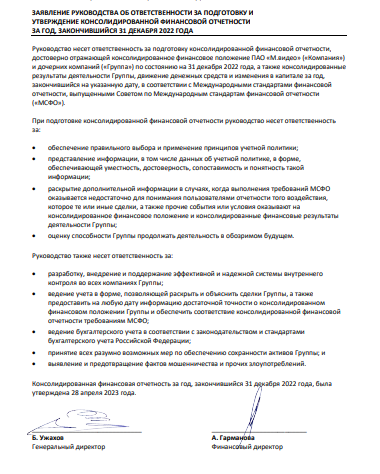 ЗАЯВЛЕНИЕ РУКОВОДСТВА ОБ ОТВЕТСТВЕННОСТИ ЗА ПОДГОТОВКУ И
УТВЕРЖДЕНИЕ КОНСОЛИДИРОВАННОЙ ФИНАНСОВОЙ ОТЧЕТНОСТИ
ЗА ГОД, ЗАКОНЧИВШИЙСЯ 31 ДЕКАБРЯ 2022 ГОДА
Руководство несет ответственность за подготовку консолидированной финансовой отчетности,
достоверно отражающей консолидированное финансовое положение ПАО «М.видео» («Компания»)
и дочерних компаний («Группа») по состоянию на 31 декабря 2022 года, а также консолидированные
результаты деятельности Группы, движение денежных средств и изменения в капитале за год,
закончившийся на указанную дату, в соответствии с Международными стандартами финансовой
отчетности, выпущенными Советом по Международным стандартам финансовой отчетности
(«МСФО»).
При подготовке консолидированной финансовой отчетности руководство несет ответственность
за:
• обеспечение правильного выбора и применение принципов учетной политики;
• представление информации, в том числе данных об учетной политике, в форме,
обеспечивающей уместность, достоверность, сопоставимость и понятность такой
информации;
• раскрытие дополнительной информации в случаях, когда выполнения требований МСФО
оказывается недостаточно для понимания пользователями отчетности того воздействия,
которое те или иные сделки, а также прочие события или условия оказывают на
консолидированное финансовое положение и консолидированные финансовые результаты
деятельности Группы;
• оценку способности Группы продолжать деятельность в обозримом будущем.
Руководство также несет ответственность за:
• разработку, внедрение и поддержание эффективной и надежной системы внутреннего
контроля во всех компаниях Группы;
• ведение учета в форме, позволяющей раскрыть и объяснить сделки Группы, а также
предоставить на любую дату информацию достаточной точности о консолидированном
финансовом положении Группы и обеспечить соответствие консолидированной финансовой
отчетности требованиям МСФО;
• ведение бухгалтерского учета в соответствии с законодательством и стандартами
бухгалтерского учета Российской Федерации;
• принятие всех разумно возможных мер по обеспечению сохранности активов Группы; и
• выявление и предотвращение фактов мошенничества и прочих злоупотреблений.
Консолидированная финансовая отчетность за год, закончившийся 31 декабря 2022 года, была
утверждена 28 апреля 2023 года.
Б. Ужахов
Генеральный директор
А. Гарманова
Финансовый директор